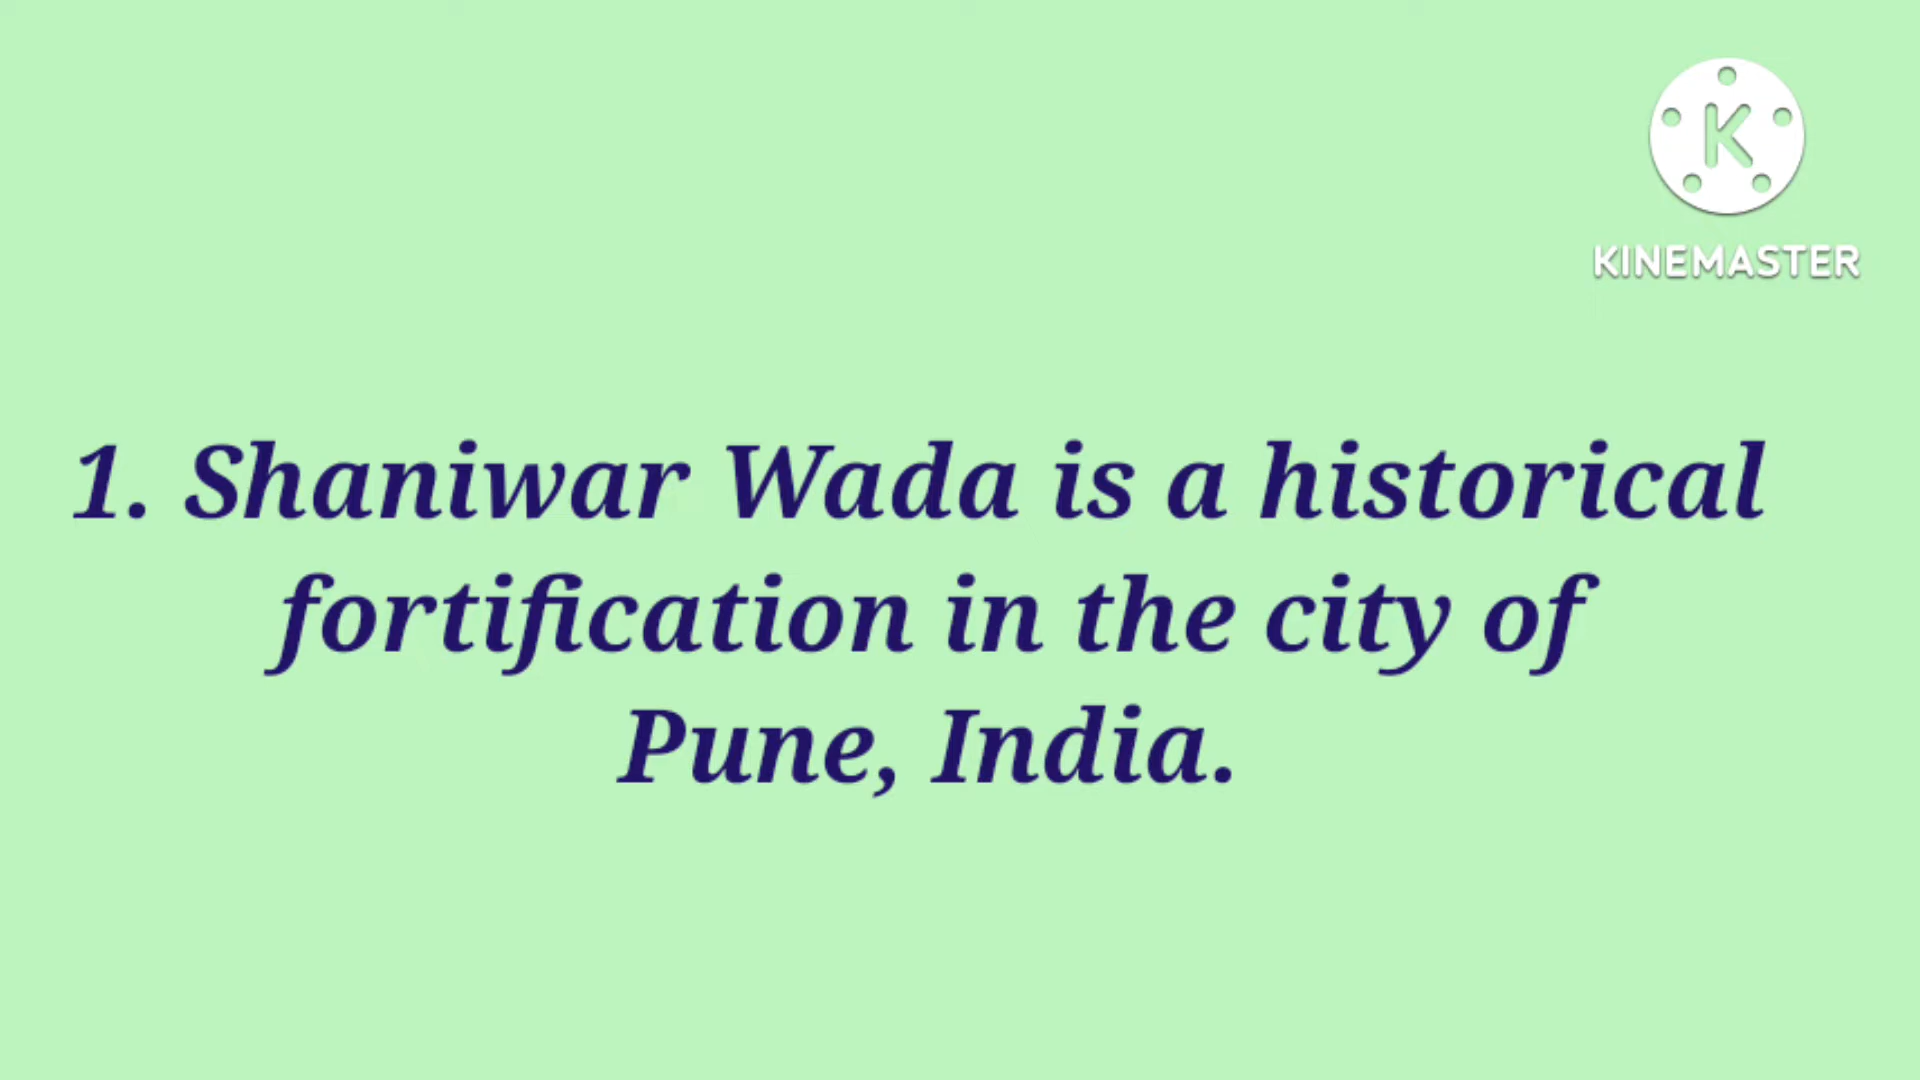 KINEMASTER
1. Shaniwar Wada is a historical
fortification in the city of
Pune, India.